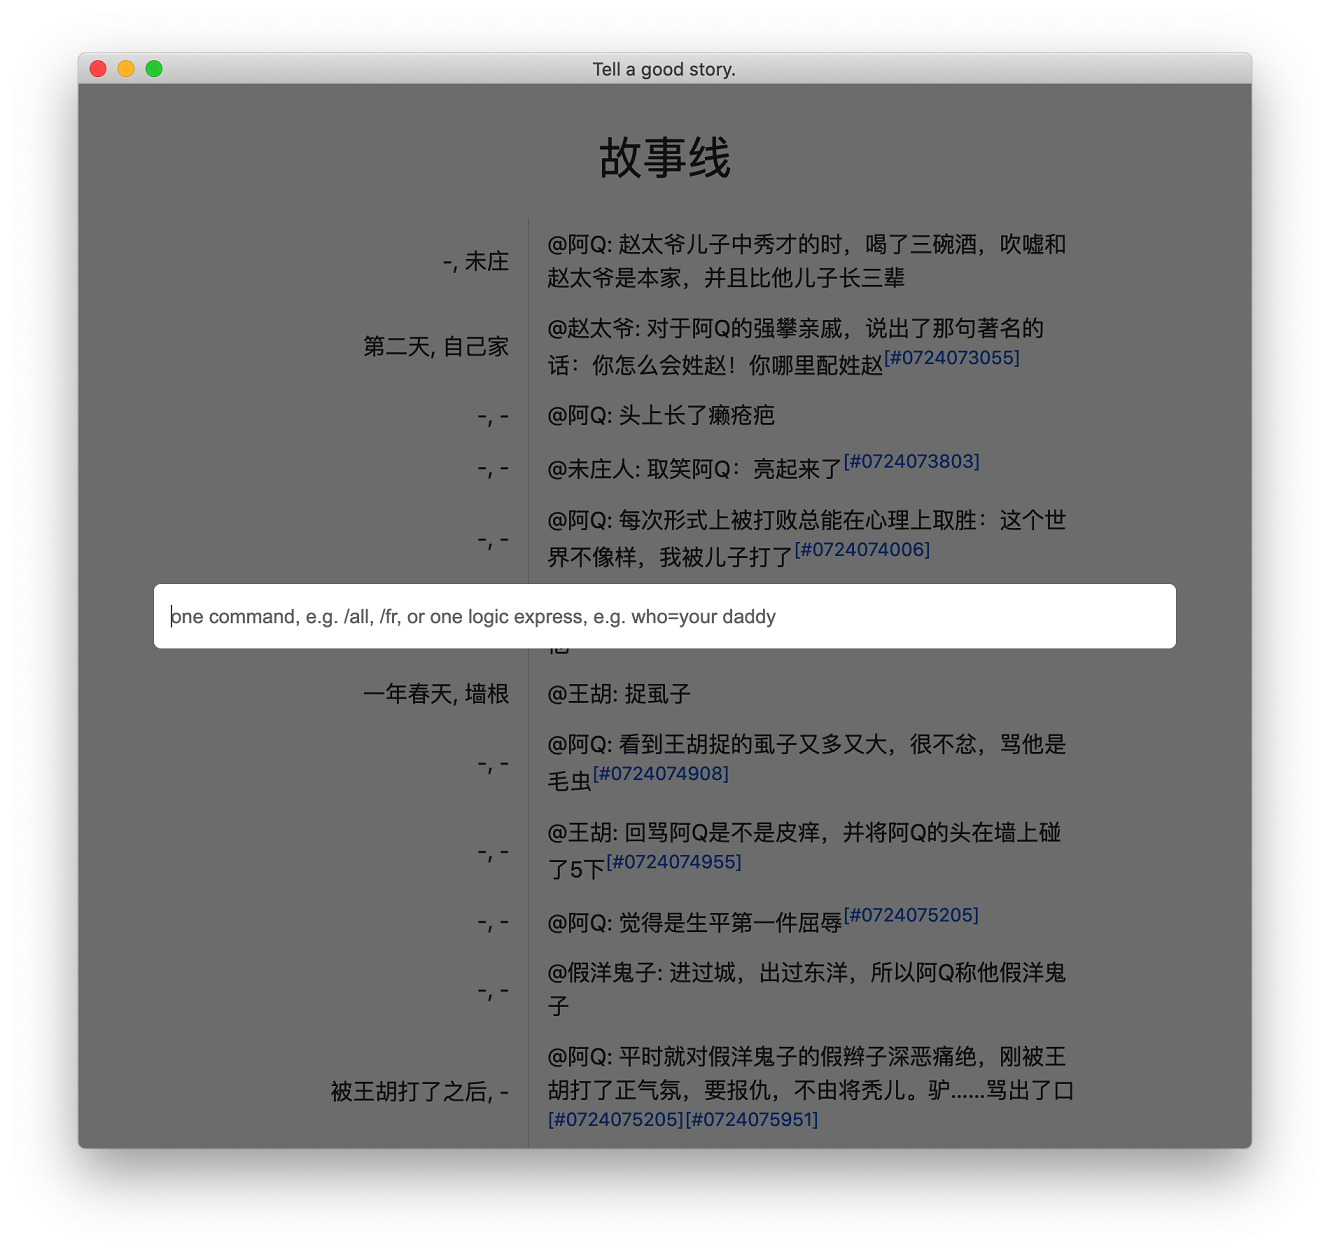 Tell a good story.
故事线
-, 未庄
@阿Q: 赵太爷儿子中秀才的时，喝了三碗酒，吹嘘和
赵太爷是本家，并且比他儿子长三辈
第二天, 自己家
@赵太爷: 对于阿Q的强攀亲戚，说出了那句著名的
话：你怎么会姓赵！你哪里配姓赵[#0724073055]
-, -
@阿Q: 头上长了癞疮疤
-, -
@未庄人: 取笑阿Q：亮起来了[#0724073803]
-, -
@阿Q: 每次形式上被打败总能在心理上取胜：这个世
界不像样，我被儿子打了[#0724074006]
one command, e.g. /all, /fr, or one logic express, e.g. who=your daddy
一年春天, 墙根
@王胡: 捉虱子
-, -
@阿Q: 看到王胡捉的虱子又多又大，很不忿，骂他是
毛虫[#0724074908]
-, -
@王胡: 回骂阿Q是不是皮痒，并将阿Q的头在墙上碰
了5下[#0724074955]
-, -
@阿Q: 觉得是生平第一件屈辱[#0724075205]
-, -
@假洋鬼子: 进过城，出过东洋，所以阿Q称他假洋鬼
子
被王胡打了之后, -
@阿Q: 平时就对假洋鬼子的假辫子深恶痛绝，刚被王
胡打了正气氛，要报仇，不由将秃儿。驴……骂出了口
[#0724075205][#0724075951]